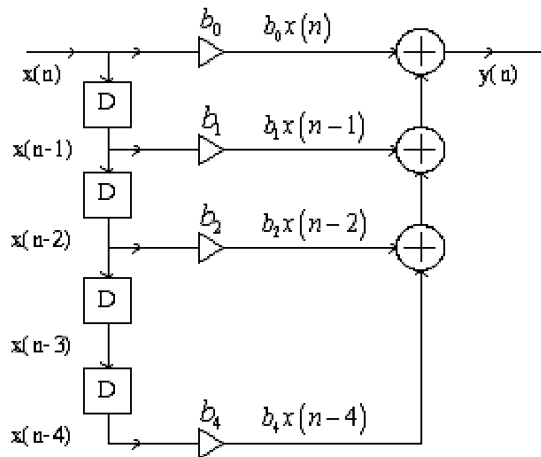 b₀ b₀x(n)
x(n) y(n)
D
b₁ b₁x(n−1)
x(n-1)
D
b₂ b₂x(n−2)
x(n-2)
D
x(n-3)
D
b₄ b₄x(n−4)
x(n-4)